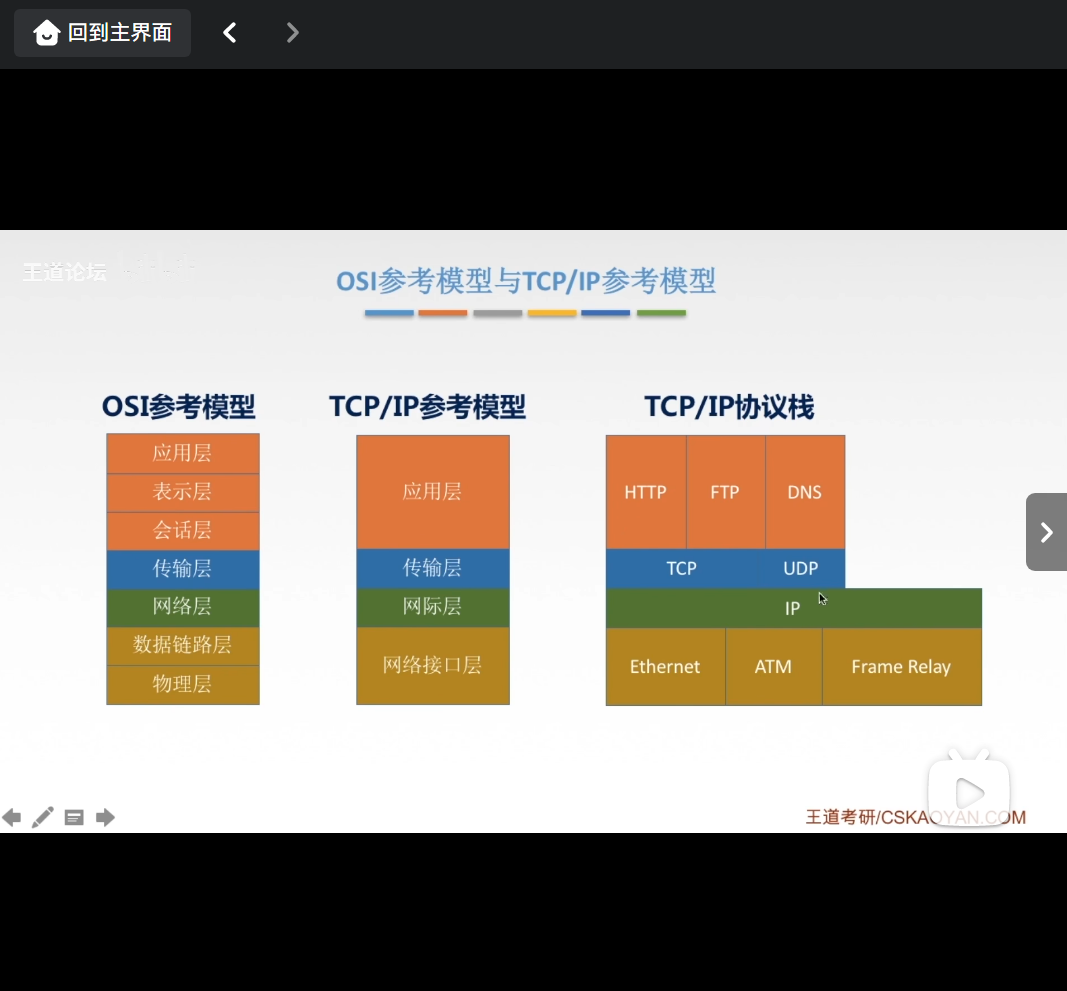 回到主界面
王道论坛
OSI参考模型与TCP/IP参考模型
OSI参考模型
应用层
表示层
会话层
传输层
网络层
数据链路层
物理层
TCP/IP参考模型
应用层
传输层
网际层
网络接口层
TCP/IP协议栈
HTTP FTP DNS
TCP UDP
IP
Ethernet ATM Frame Relay
王道考研/CSKAOYAN.COM